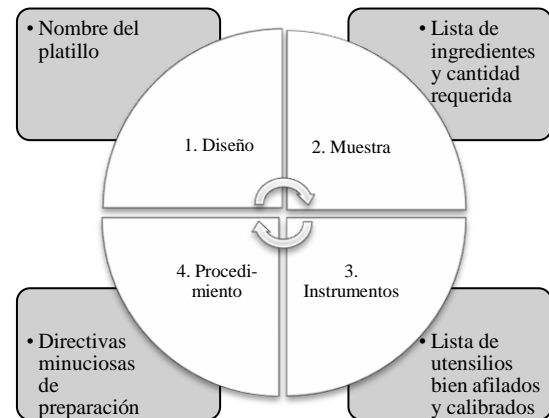 • Nombre del
platillo
• Lista de
ingredientes
y cantidad
requerida
1. Diseño
2. Muestra
4. Procedi-
miento
3.
Instrumentos
• Directivas
minuciosas
de
preparación
• Lista de
utensilios
bien afilados
y calibrados